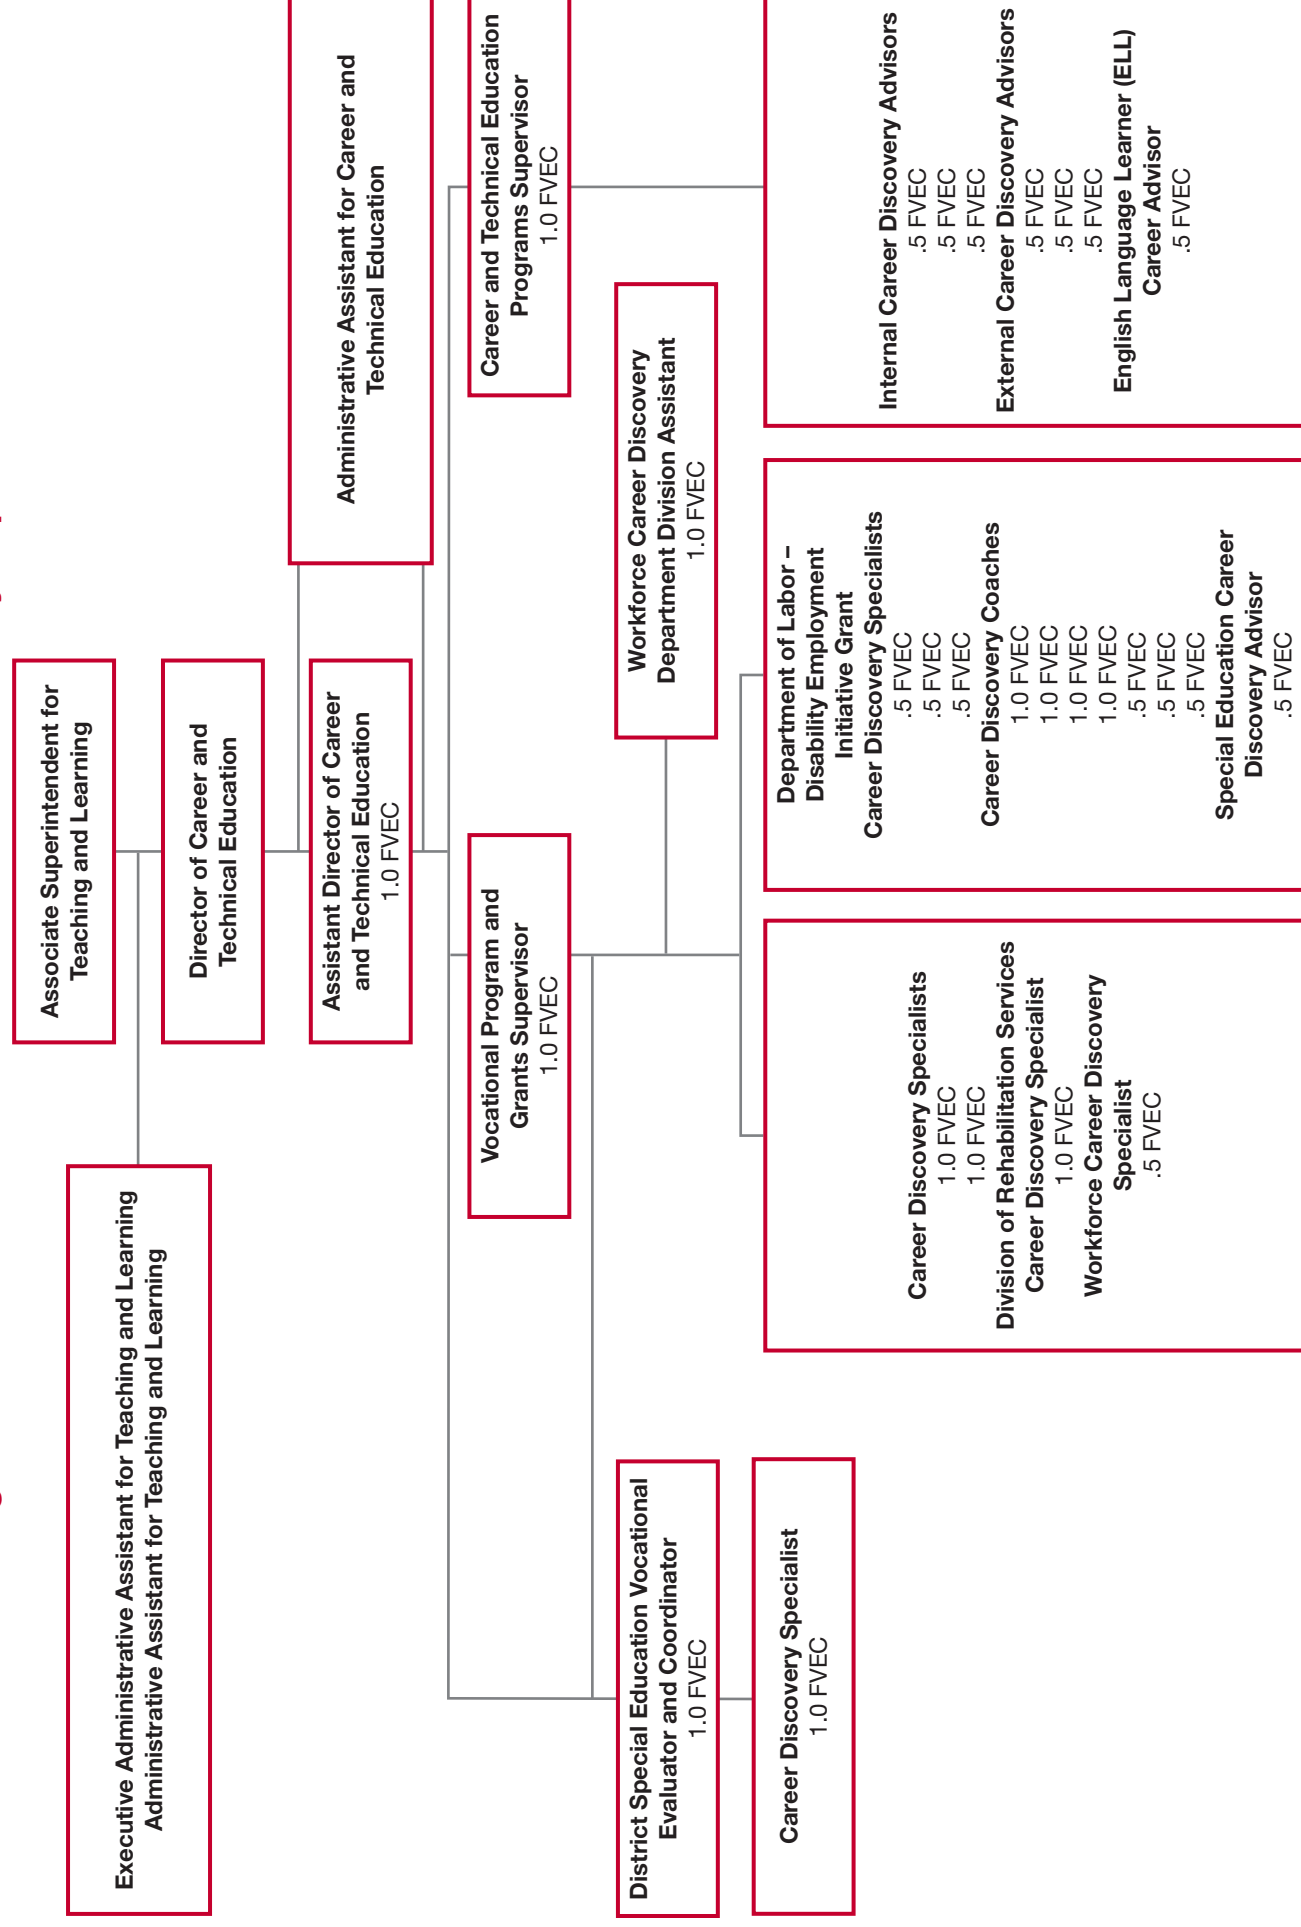 Associate Superintendent for
Teaching and Learning
Executive Administrative Assistant for Teaching and Learning
Administrative Assistant for Teaching and Learning
Director of Career and
Technical Education
Administrative Assistant for Career and
Technical Education
Assistant Director of Career
and Technical Education
1.0 FVEC
Vocational Program and
Grants Supervisor
1.0 FVEC
Career and Technical Education
Programs Supervisor
1.0 FVEC
District Special Education Vocational
Evaluator and Coordinator
1.0 FVEC
Workforce Career Discovery
Department Division Assistant
1.0 FVEC
Career Discovery Specialist
1.0 FVEC
Career Discovery Specialists
1.0 FVEC
1.0 FVEC
Division of Rehabilitation Services
Career Discovery Specialist
1.0 FVEC
Workforce Career Discovery
Specialist
.5 FVEC
Department of Labor –
Disability Employment
Initiative Grant
Career Discovery Specialists
.5 FVEC
.5 FVEC
.5 FVEC
Career Discovery Coaches
1.0 FVEC
1.0 FVEC
1.0 FVEC
1.0 FVEC
.5 FVEC
.5 FVEC
.5 FVEC
Special Education Career
Discovery Advisor
.5 FVEC
Internal Career Discovery Advisors
.5 FVEC
.5 FVEC
.5 FVEC
External Career Discovery Advisors
.5 FVEC
.5 FVEC
.5 FVEC
English Language Learner (ELL)
Career Advisor
.5 FVEC